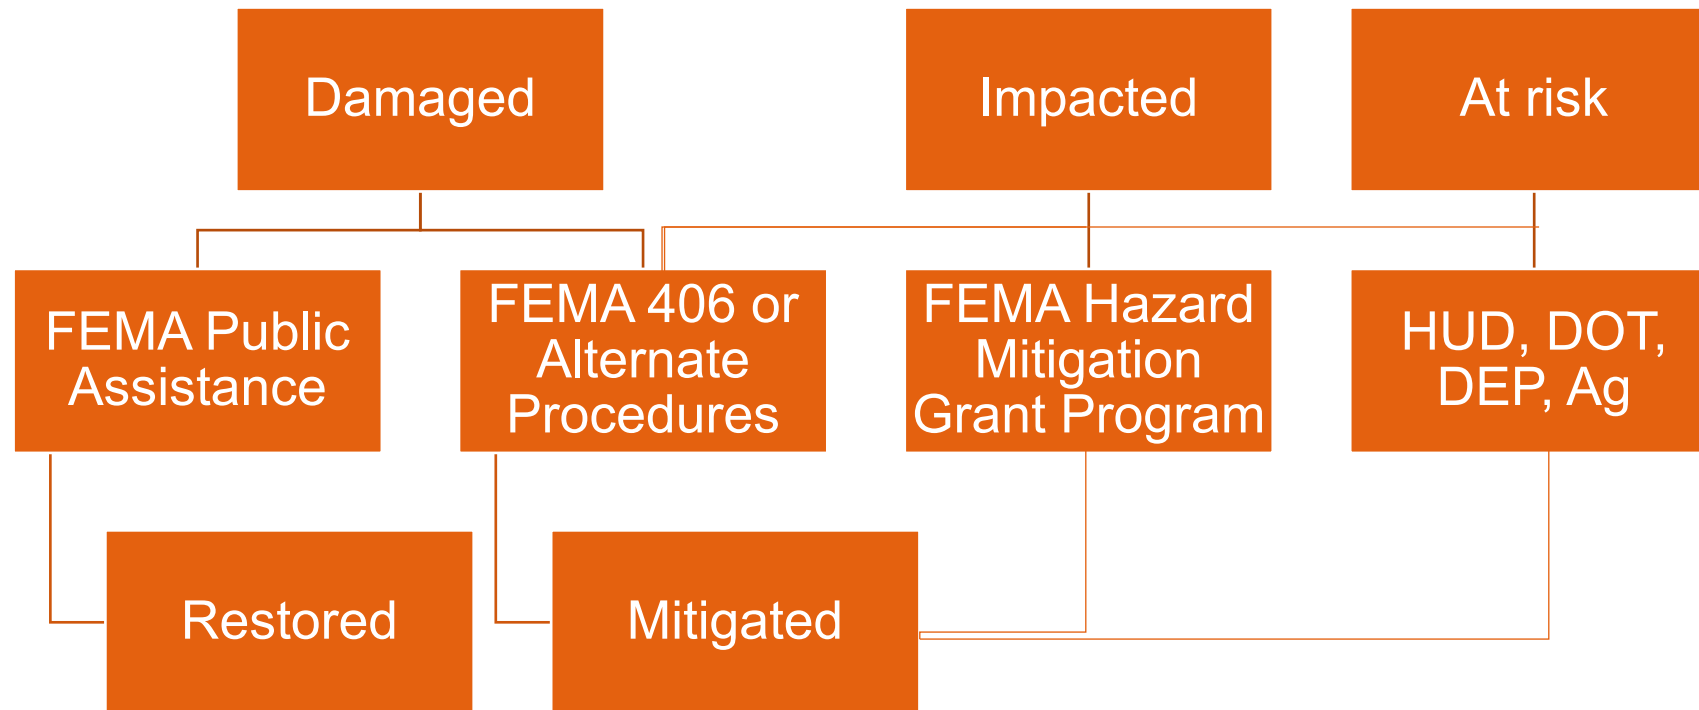 Damaged
Impacted
At risk
FEMA Public
Assistance
FEMA 406 or
Alternate
Procedures
FEMA Hazard
Mitigation
Grant Program
HUD, DOT,
DEP, Ag
Restored
Mitigated